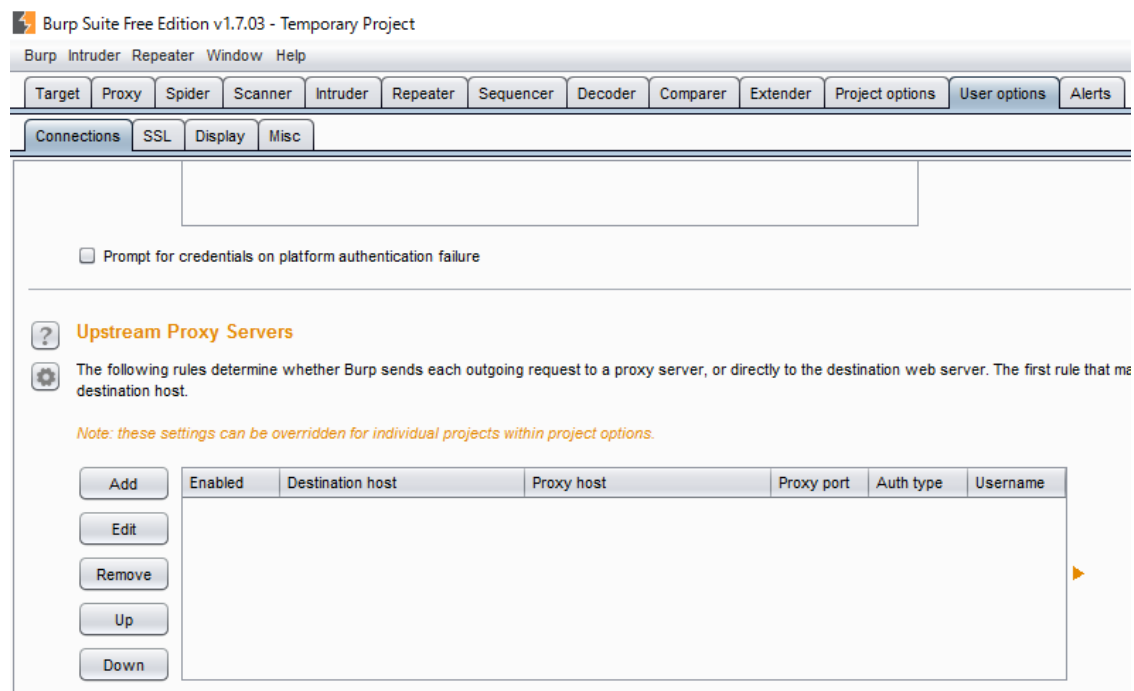 Burp Suite Free Edition v1.7.03 - Temporary Project
Burp Intruder Repeater Window Help
Target Proxy Spider Scanner Intruder Repeater Sequencer Decoder Comparer Extender Project options User options Alerts
Connections SSL Display Misc
Prompt for credentials on platform authentication failure
? Upstream Proxy Servers
The following rules determine whether Burp sends each outgoing request to a proxy server, or directly to the destination web server. The first rule that ma
destination host.
Note: these settings can be overridden for individual projects within project options.
Add Enabled Destination host Proxy host Proxy port Auth type Username
Edit
Remove
Up
Down